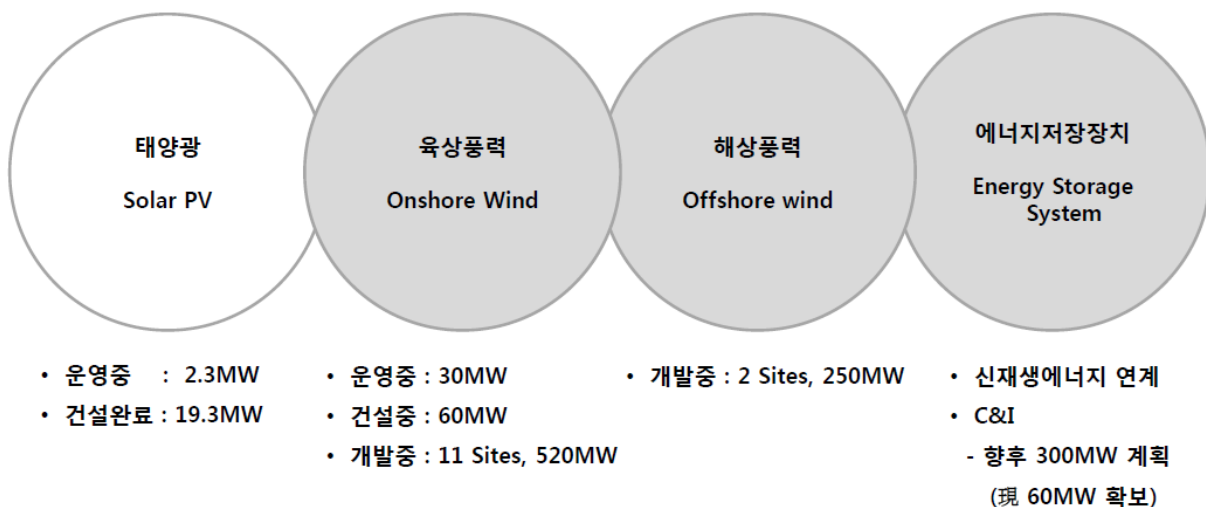 태양광
Solar PV
육상풍력
Onshore Wind
해상풍력
Offshore wind
에너지저장장치
Energy Storage
System
• 운영중 : 2.3MW
• 건설완료 : 19.3MW
• 운영중 : 30MW
• 건설중 : 60MW
• 개발중 : 11 Sites, 520MW
• 개발중 : 2 Sites, 250MW
• 신재생에너지 연계
• C&I
- 향후 300MW 계획
(現 60MW 확보)